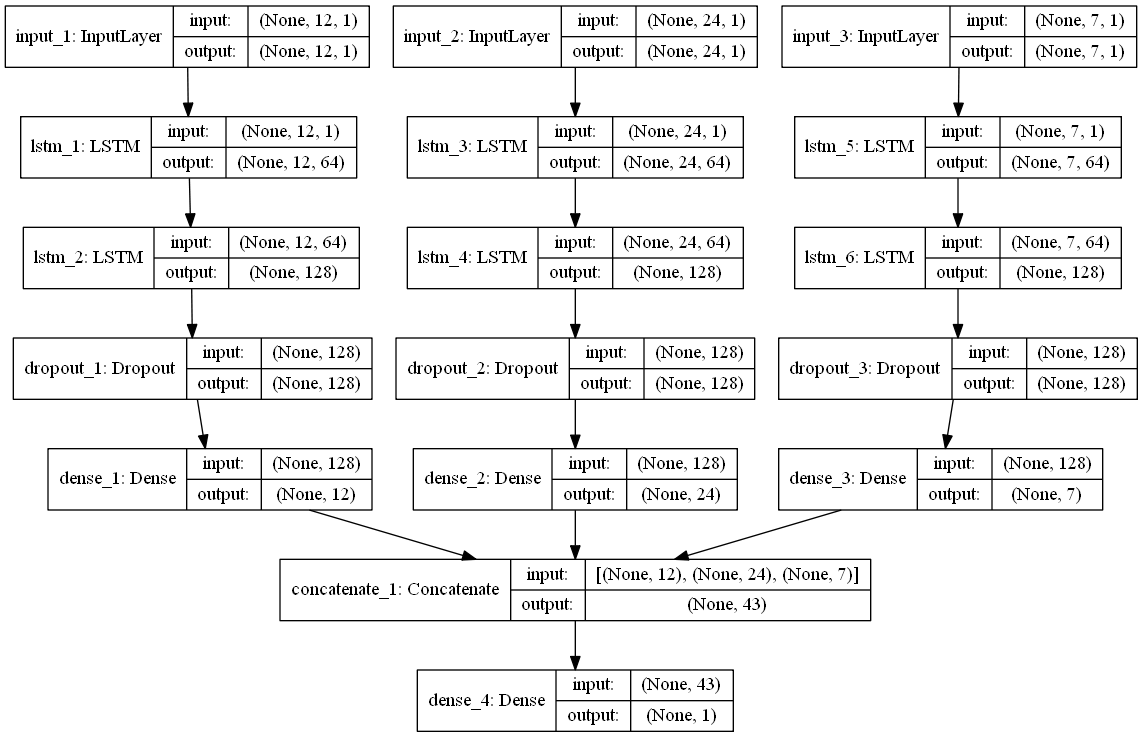 input_1: InputLayer
input: (None, 12, 1)
output: (None, 12, 1)
input_2: InputLayer
input: (None, 24, 1)
output: (None, 24, 1)
input_3: InputLayer
input: (None, 7, 1)
output: (None, 7, 1)
lstm_1: LSTM
input: (None, 12, 1)
output: (None, 12, 64)
lstm_3: LSTM
input: (None, 24, 1)
output: (None, 24, 64)
lstm_5: LSTM
input: (None, 7, 1)
output: (None, 7, 64)
lstm_2: LSTM
input: (None, 12, 64)
output: (None, 128)
lstm_4: LSTM
input: (None, 24, 64)
output: (None, 128)
lstm_6: LSTM
input: (None, 7, 64)
output: (None, 128)
dropout_1: Dropout
input: (None, 128)
output: (None, 128)
dropout_2: Dropout
input: (None, 128)
output: (None, 128)
dropout_3: Dropout
input: (None, 128)
output: (None, 128)
dense_1: Dense
input: (None, 128)
output: (None, 12)
dense_2: Dense
input: (None, 128)
output: (None, 24)
dense_3: Dense
input: (None, 128)
output: (None, 7)
concatenate_1: Concatenate
input: [(None, 12), (None, 24), (None, 7)]
output: (None, 43)
dense_4: Dense
input: (None, 43)
output: (None, 1)